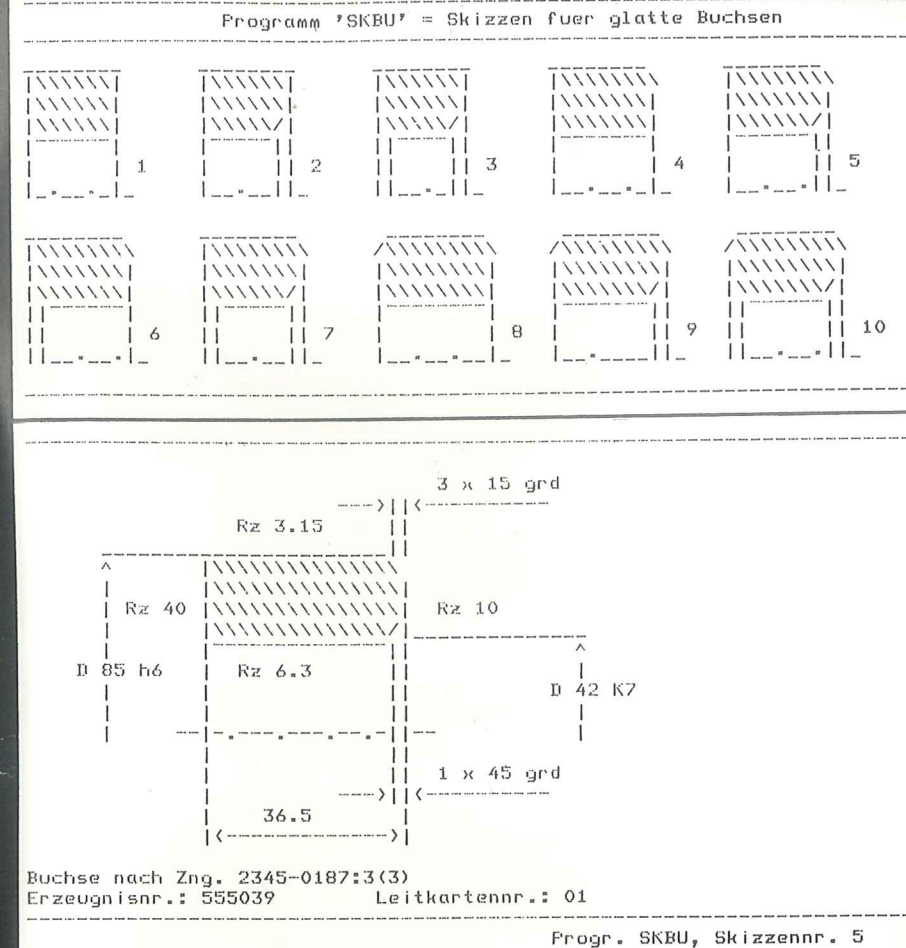 Programm 'SKBU' = Skizzen fuer glatte Buchsen
1 2 3 4 5
6 7 8 9 10
3 x 15 grd
Rz 3.15
Rz 40 Rz 10
D 85 h6 Rz 6.3
D 42 K7
1 x 45 grd
36.5
Buchse nach Zng. 2345-0187:3(3)
Erzeugnisnr.: 555039 Leitkartennr.: 01
Progr. SKBU, Skizzennr. 5